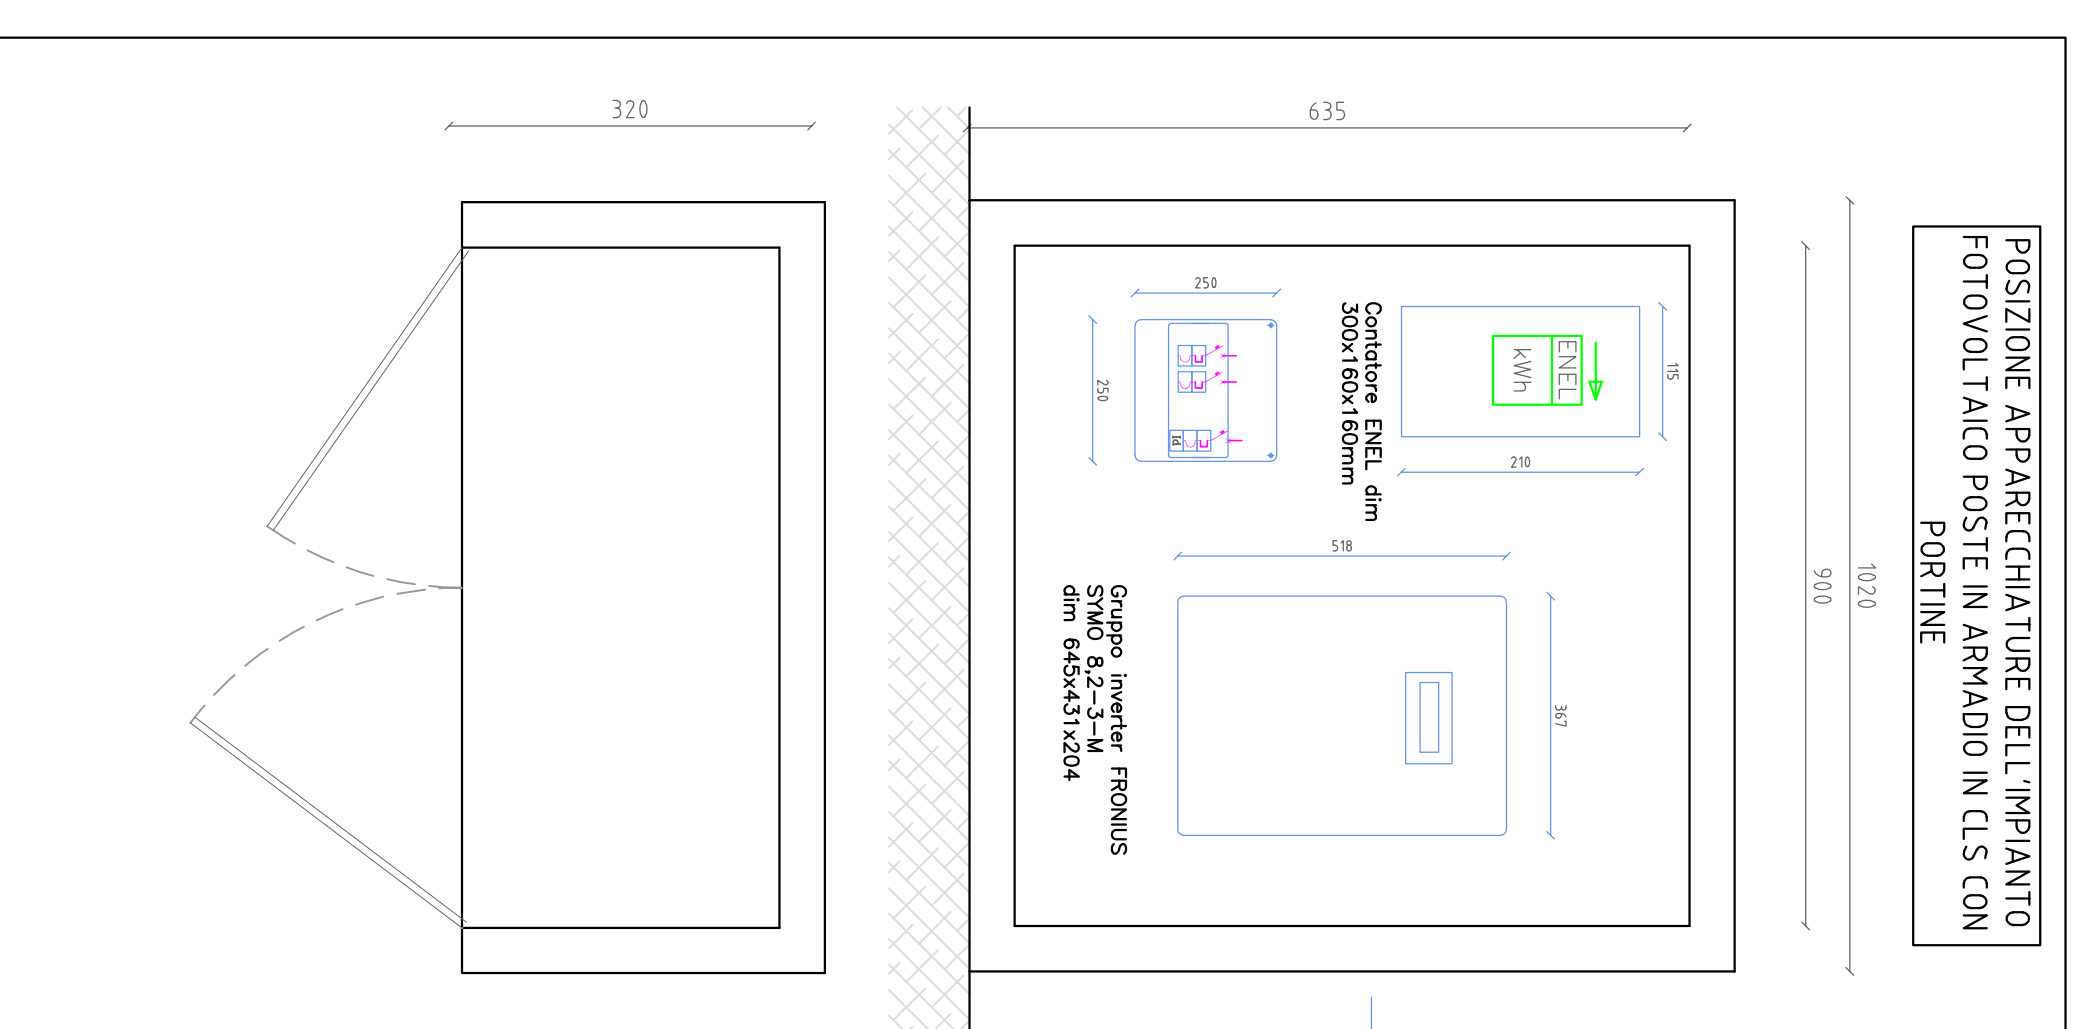 POSIZIONE APPARECCHIATURE DELL'IMPIANTO
FOTOVOLTAICO POSTE IN ARMADIO IN CLS CON
PORTINE
1020
900
635
115
ENEL
kWh
210
Contatore ENEL dim
300x160x160mm
250
250
Id
518
367
Gruppo inverter FRONIUS
SYMO 8,2-3-M
dim 645x431x204
320